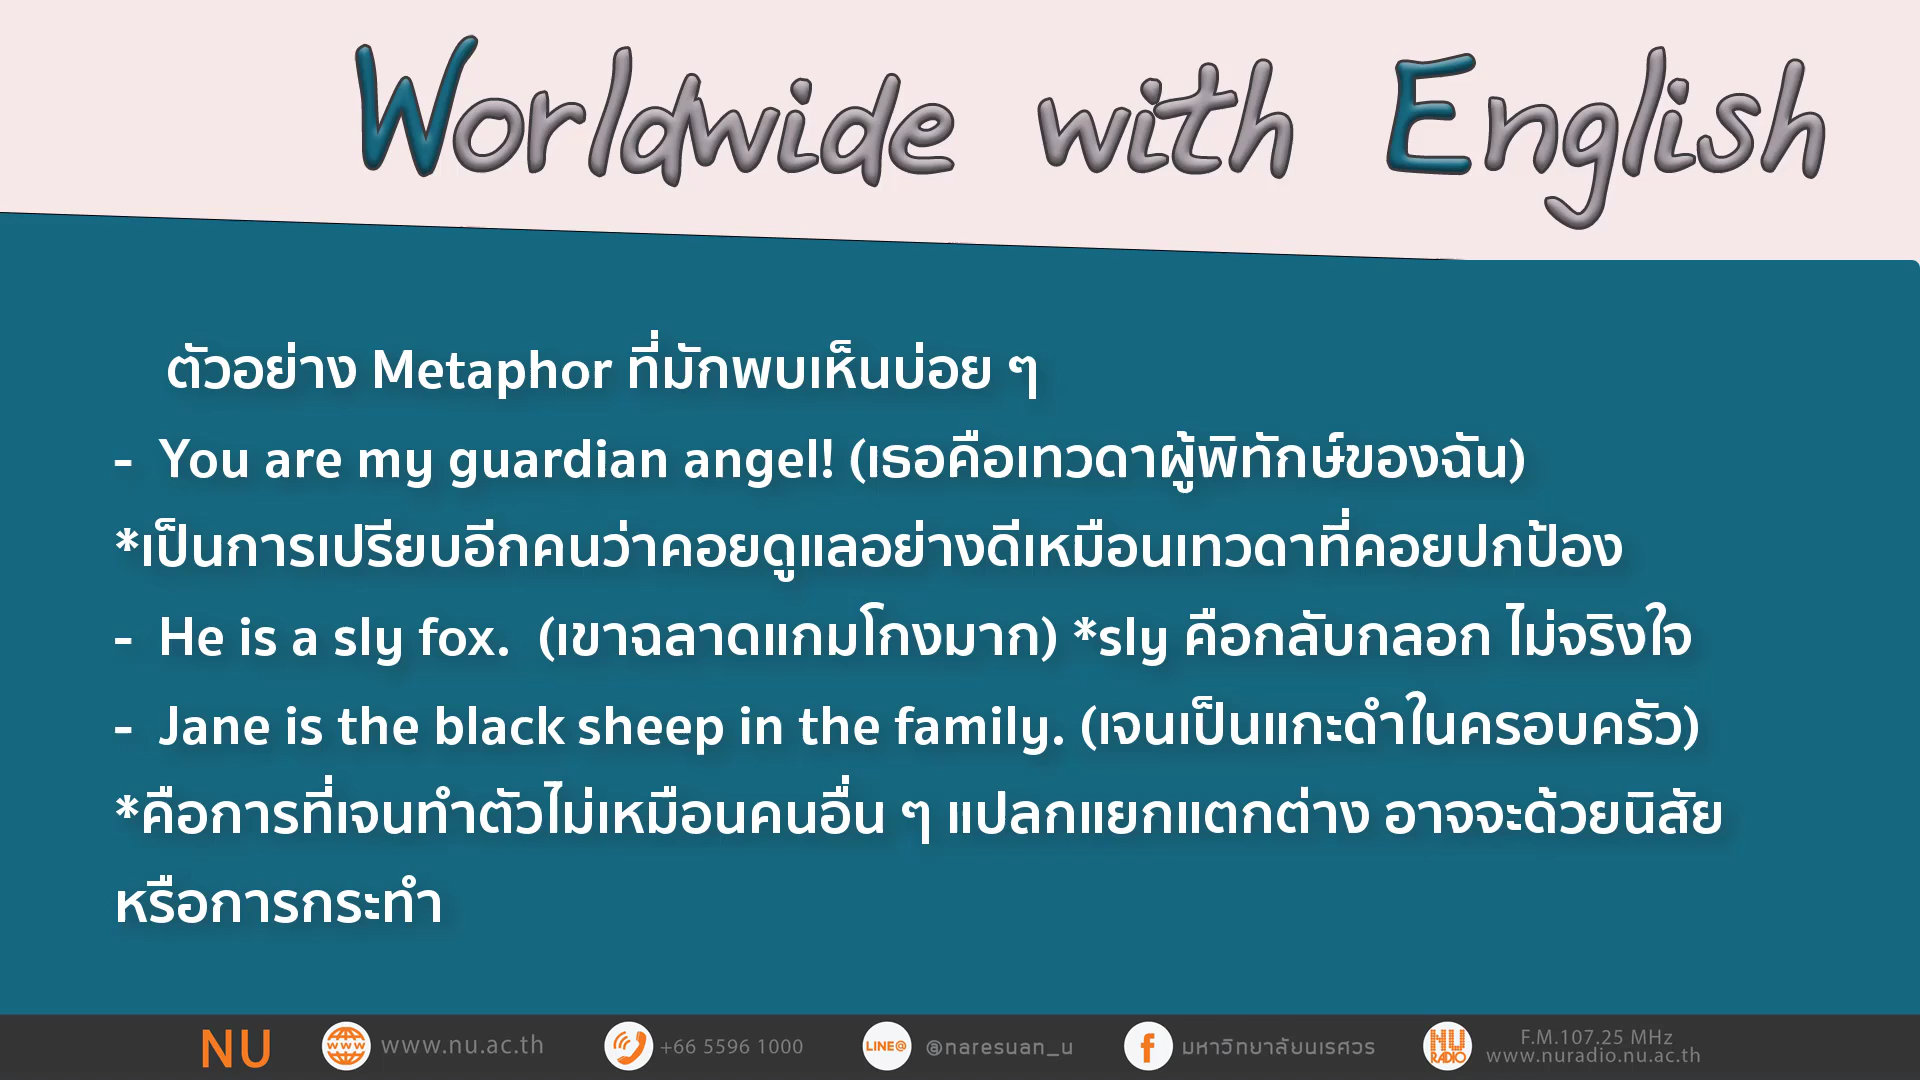 Worldwide with English
ตัวอย่าง Metaphor ที่มักพบเห็นบ่อย ๆ
- You are my guardian angel! (เธอคือเทวดาผู้พิทักษ์ของฉัน)
*เป็นการเปรียบอีกคนว่าคอยดูแลอย่างดีเหมือนเทวดาที่คอยปกป้อง
- He is a sly fox. (เขาฉลาดแกมโกงมาก) *sly คือกลับกลอก ไม่จริงใจ
- Jane is the black sheep in the family. (เจนเป็นแกะดำในครอบครัว)
*คือการที่เจนทำตัวไม่เหมือนคนอื่น ๆ แปลกแยกแตกต่าง อาจจะด้วยนิสัย
หรือการกระทำ
NU www www.nu.ac.th +66 5596 1000 LINE@ @naresuan_u f มหาวิทยาลัยนเรศวร NU RADIO F.M.107.25 MHz
www.nuradio.nu.ac.th